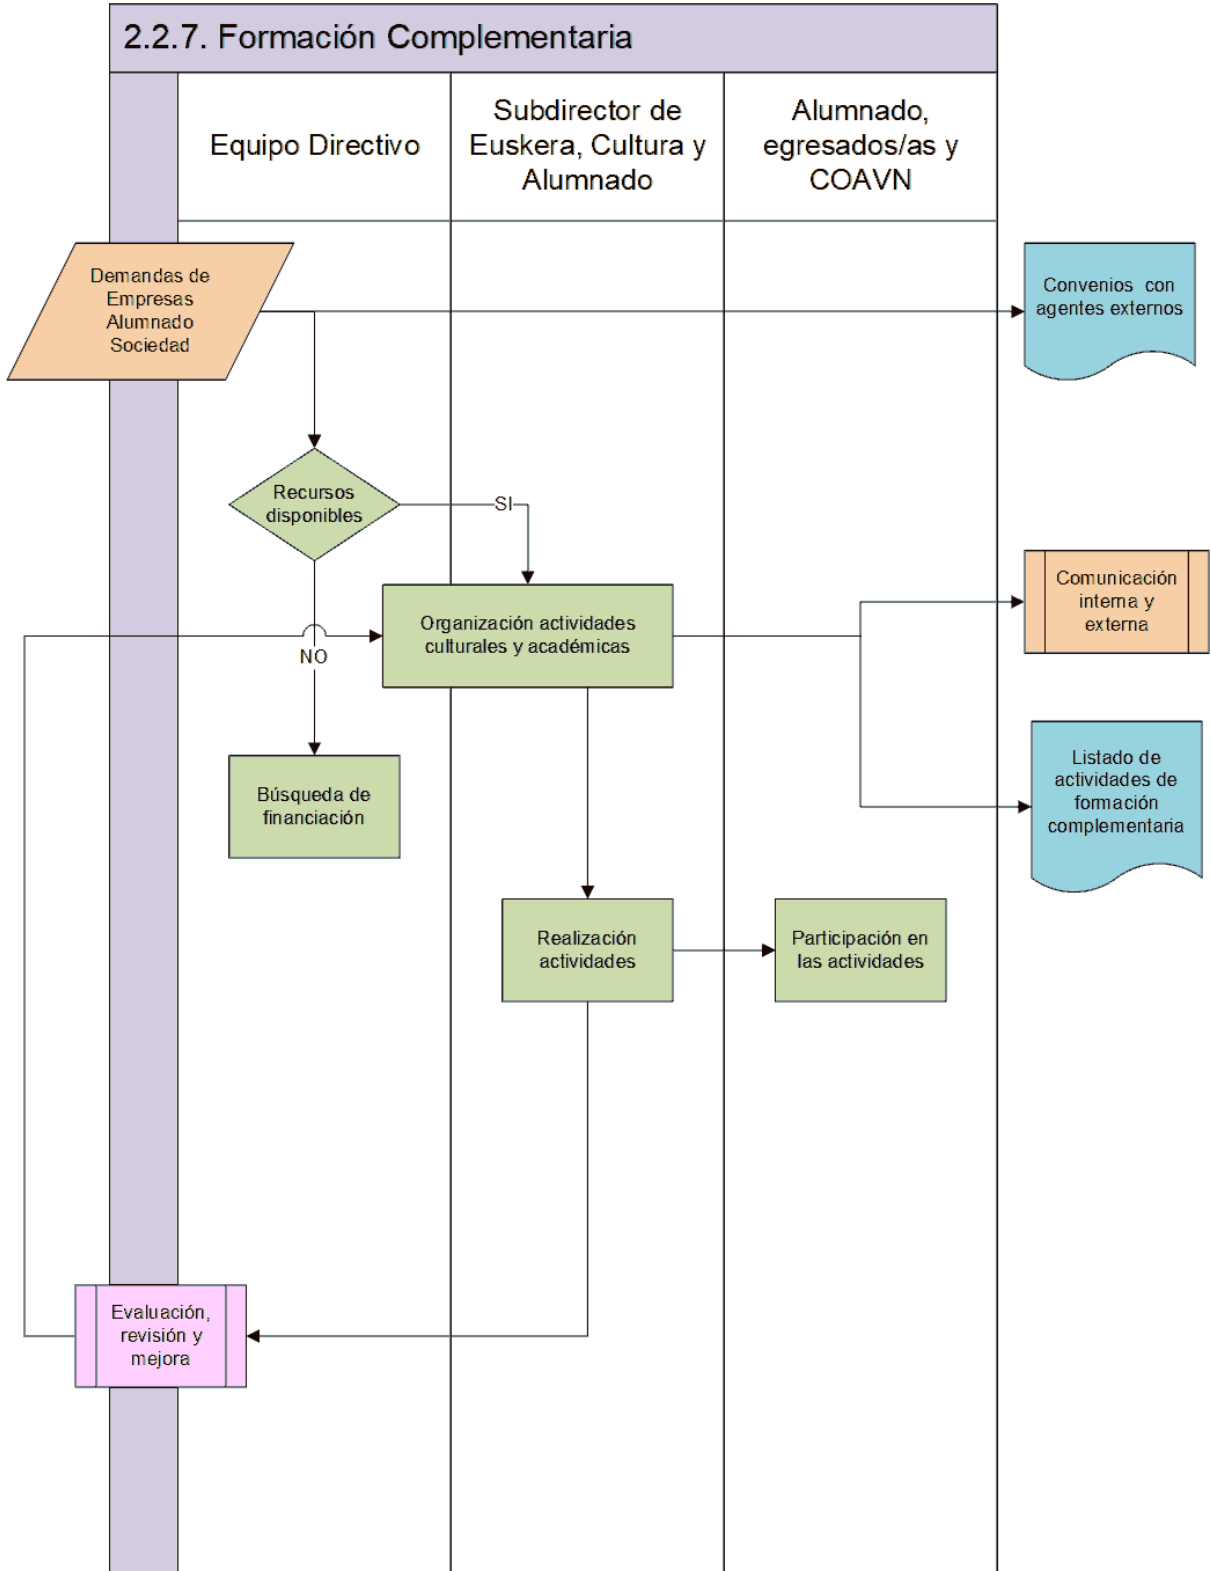 2.2.7. Formación Complementaria
Equipo Directivo
Subdirector de
Euskera, Cultura y
Alumnado
Alumnado,
egresados/as y
COAVN
Demandas de
Empresas
Alumnado
Sociedad
Convenios con
agentes externos
Recursos
disponibles
SI
Organización actividades
culturales y académicas
Comunicación
interna y
externa
NO
Búsqueda de
financiación
Listado de
actividades de
formación
complementaria
Realización
actividades
Participación en
las actividades
Evaluación,
revisión y
mejora